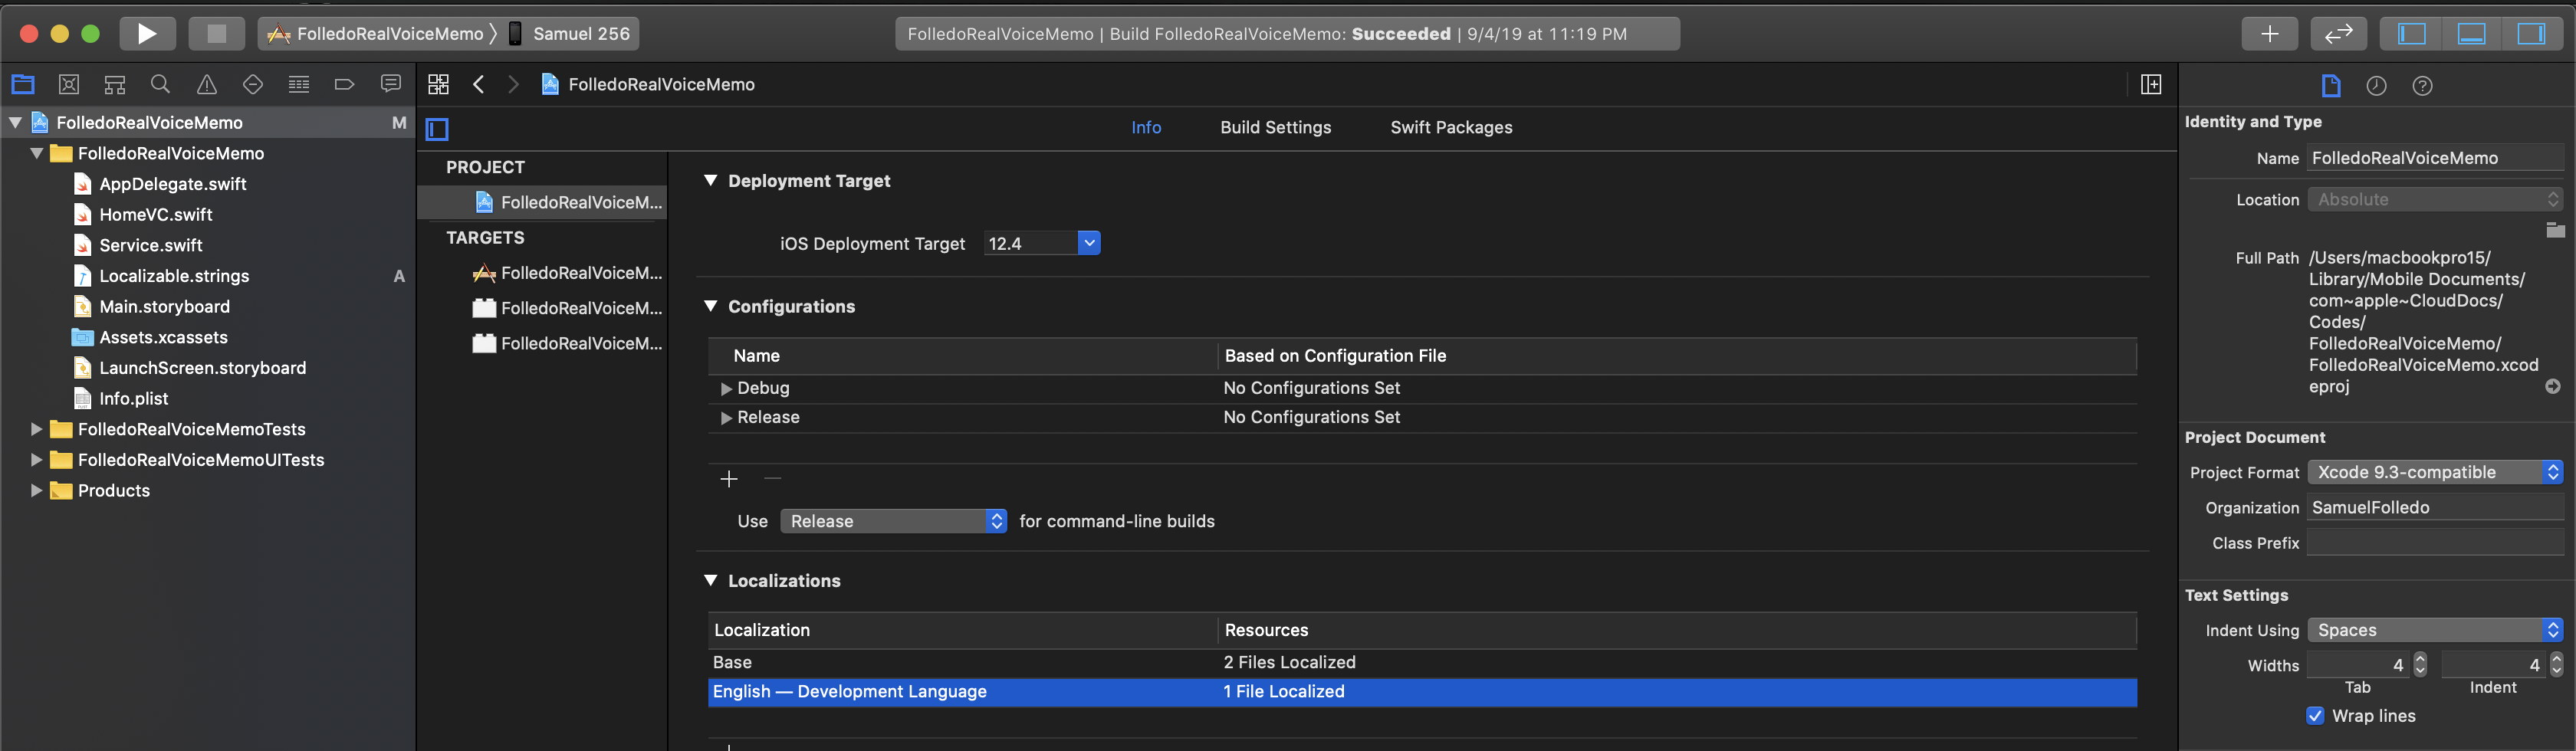 FolledoRealVoiceMemo
Samuel 256
FolledoRealVoiceMemo | Build FolledoRealVoiceMemo: Succeeded | 9/4/19 at 11:19 PM
FolledoRealVoiceMemo M
FolledoRealVoiceMemo
AppDelegate.swift
HomeVC.swift
Service.swift
Localizable.strings A
Main.storyboard
Assets.xcassets
LaunchScreen.storyboard
Info.plist
FolledoRealVoiceMemoTests
FolledoRealVoiceMemoUITests
Products
FolledoRealVoiceMemo
Info Build Settings Swift Packages
PROJECT
FolledoRealVoiceM...
TARGETS
FolledoRealVoiceM...
FolledoRealVoiceM...
FolledoRealVoiceM...
Deployment Target
iOS Deployment Target 12.4
Configurations
Name Based on Configuration File
Debug No Configurations Set
Release No Configurations Set
Use Release for command-line builds
Localizations
Localization Resources
Base 2 Files Localized
English — Development Language 1 File Localized
Identity and Type
Name FolledoRealVoiceMemo
Location Absolute
Full Path /Users/macbookpro15/
Library/Mobile Documents/
com~apple~CloudDocs/
Codes/
FolledoRealVoiceMemo/
FolledoRealVoiceMemo.xcod
eproj
Project Document
Project Format Xcode 9.3-compatible
Organization SamuelFolledo
Class Prefix
Text Settings
Indent Using Spaces
Widths 4 4
Tab Indent
Wrap lines